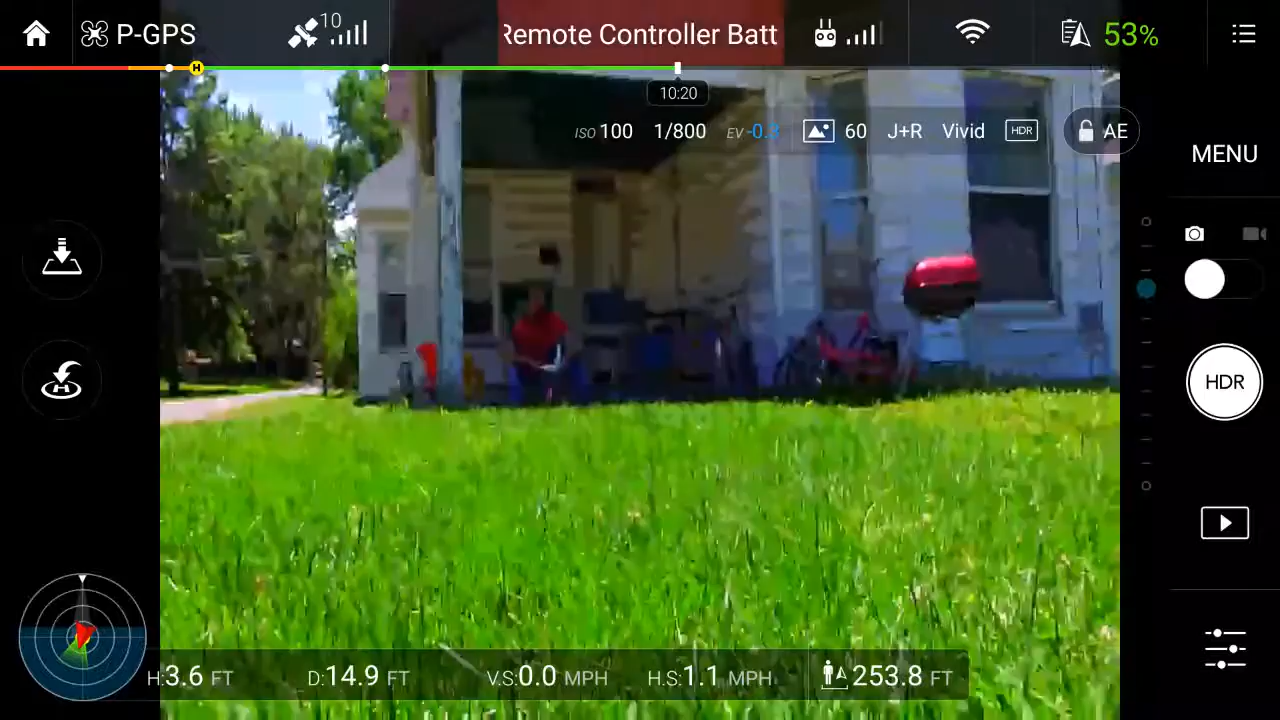 P-GPS
10
Remote Controller Batt
53%
H
10:20
ISO 100 1/800 EV -0.3 60 J+R Vivid HDR AE
MENU
HDR
H
H:3.6 FT D:14.9 FT V.S:0.0 MPH H.S:1.1 MPH 253.8 FT